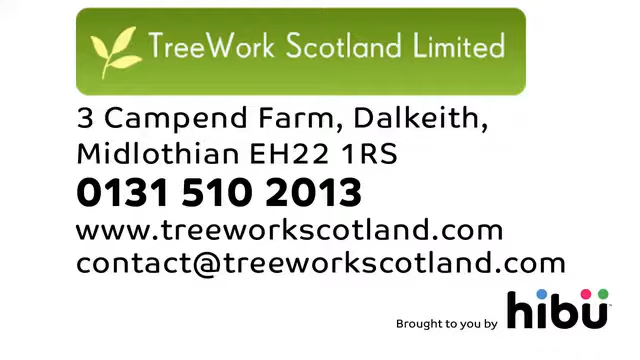 TreeWork Scotland Limited
3 Campend Farm, Dalkeith,
Midlothian EH22 1RS
0131 510 2013
www.treeworkscotland.com
contact@treeworkscotland.com
Brought to you by hibü